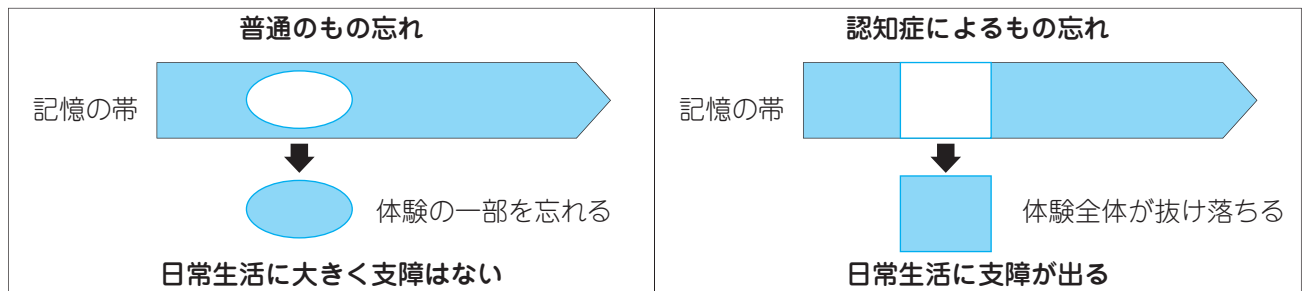 普通のもの忘れ
記憶の帯
体験の一部を忘れる
日常生活に大きく支障はない
認知症によるもの忘れ
記憶の帯
体験全体が抜け落ちる
日常生活に支障が出る